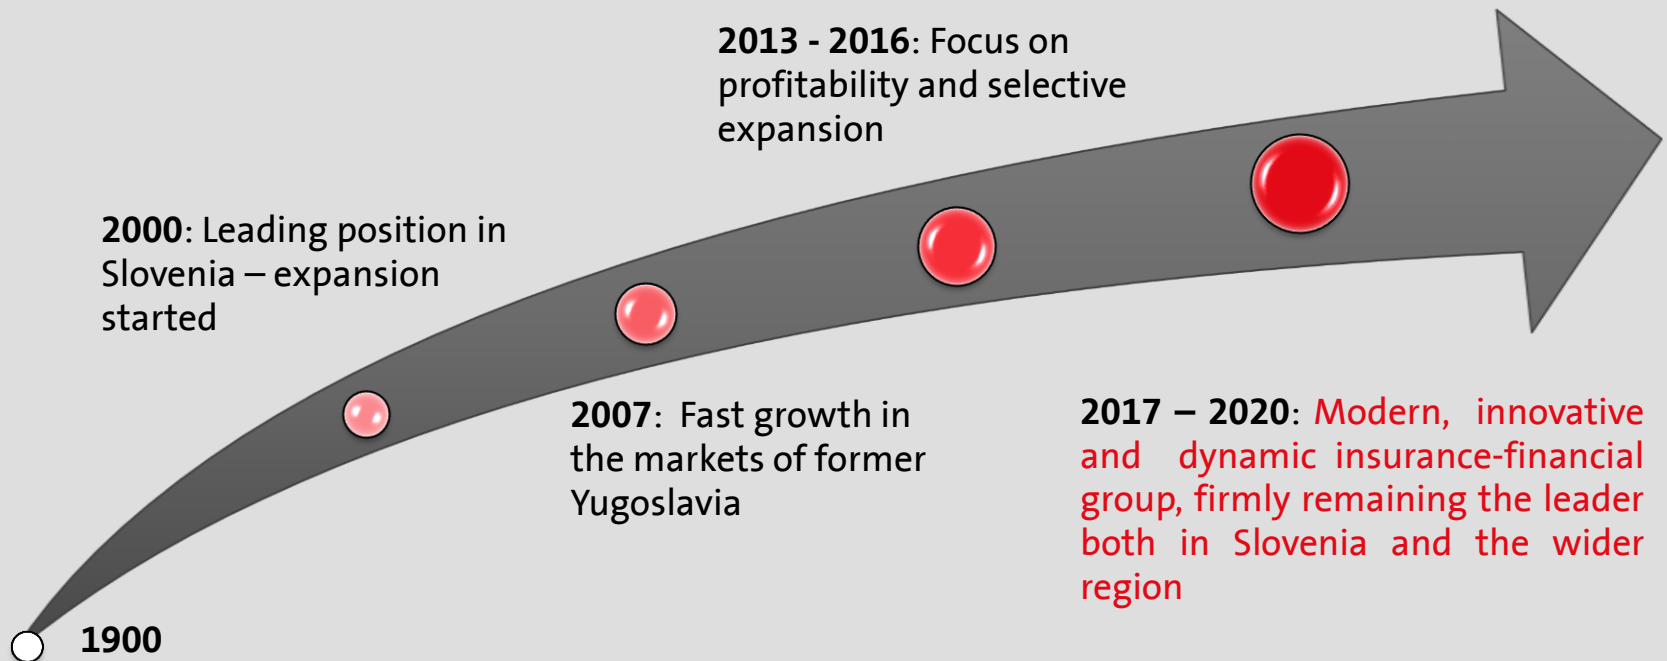 2013 - 2016: Focus on
profitability and selective
expansion
2000: Leading position in
Slovenia – expansion
started
2007: Fast growth in
the markets of former
Yugoslavia
2017 – 2020: Modern, innovative
and dynamic insurance-financial
group, firmly remaining the leader
both in Slovenia and the wider
region
1900